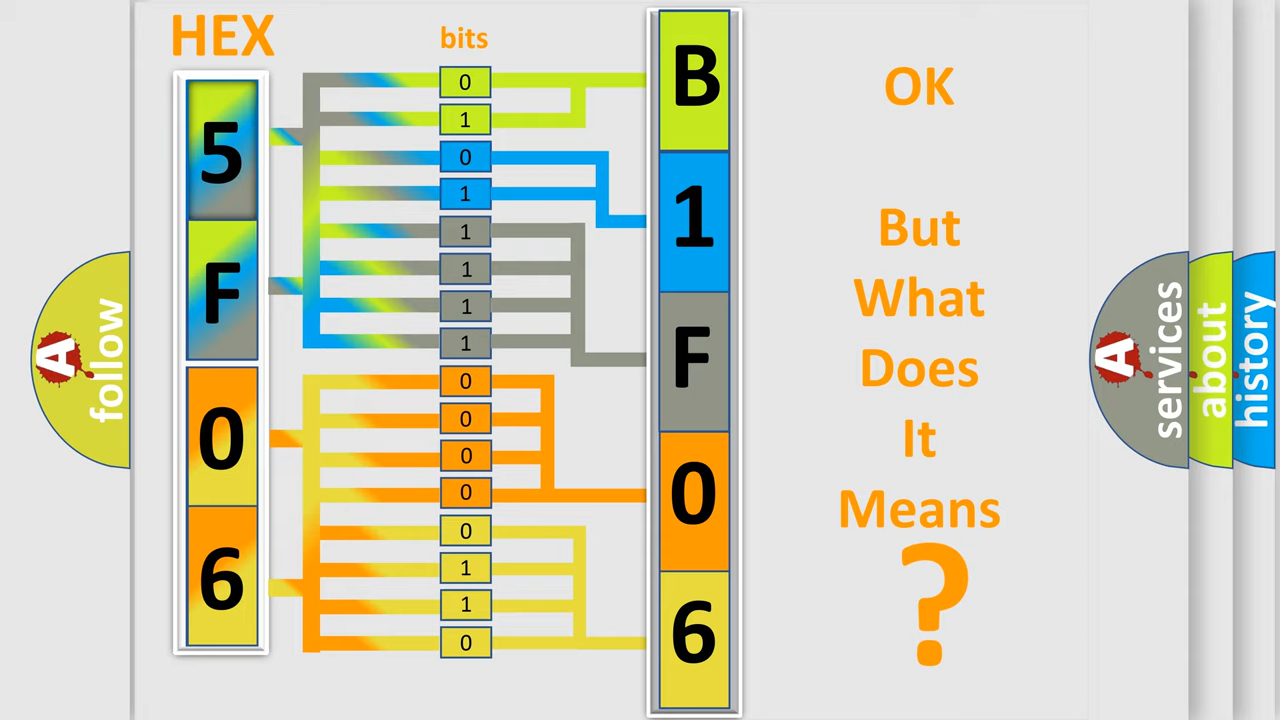 HEX
bits
5
F
0
6
0
1
0
1
1
1
1
1
0
0
0
0
0
1
1
0
B
1
F
0
6
OK
But
What
Does
It
Means
?
A
follow
A
services
about
history